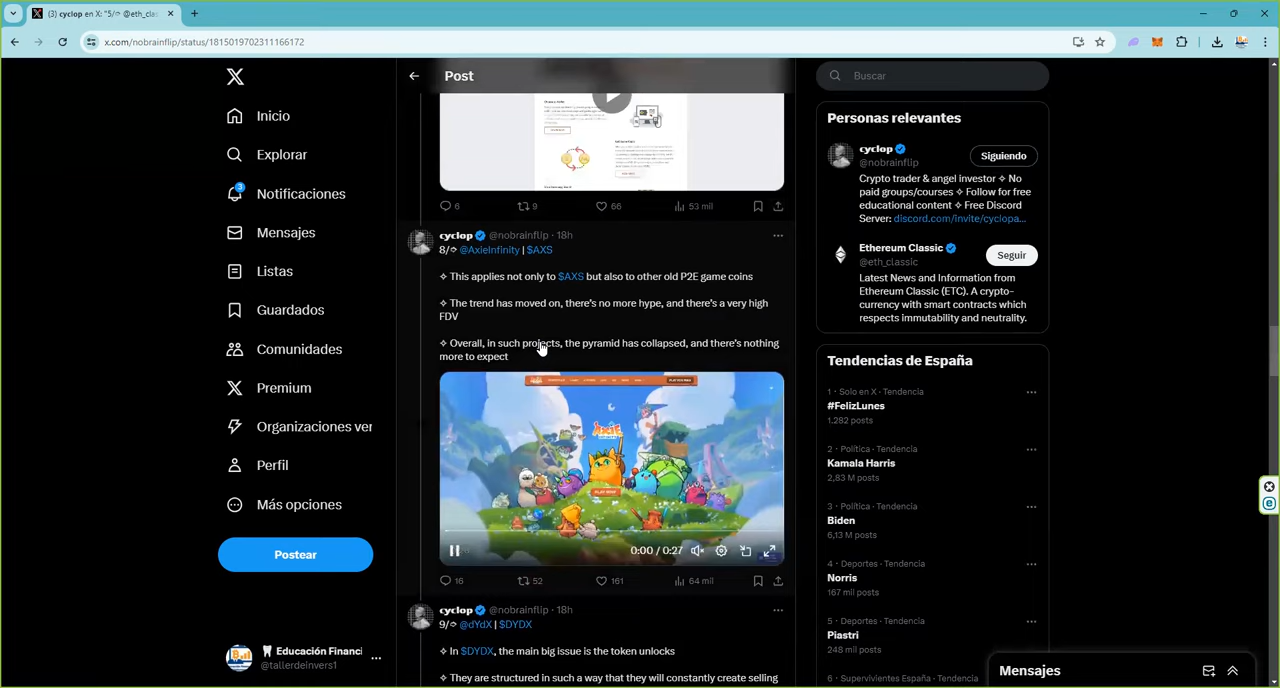 (3) cyclop en X: "5/➬ @eth_clas
x.com/nobrainflip/status/1815019702311166172
Inicio
Explorar
3
Notificaciones
Mensajes
Listas
Guardados
Comunidades
Premium
Organizaciones ver
Perfil
Más opciones
Postear
Educación Financi
@tallerdeinvers1
Post
6
9
66
53 mil
cyclop @nobrainflip · 18h
8/➬ @AxieInfinity | $AXS
✧ This applies not only to $AXS but also to other old P2E game coins
✧ The trend has moved on, there's no more hype, and there's a very high
FDV
✧ Overall, in such projects, the pyramid has collapsed, and there's nothing
more to expect
0:00 / 0:27
16
52
161
64 mil
cyclop @nobrainflip · 18h
9/➬ @dYdX | $DYDX
✧ In $DYDX, the main big issue is the token unlocks
✧ They are structured in such a way that they will constantly create selling
Buscar
Personas relevantes
cyclop
@nobrainflip
Siguiendo
Crypto trader & angel investor ✧ No
paid groups/courses ✧ Follow for free
educational content ✧ Free Discord
Server: discord.com/invite/cyclopa...
Ethereum Classic
@eth_classic
Seguir
Latest News and Information from
Ethereum Classic (ETC). A crypto-
currency with smart contracts which
respects immutability and neutrality.
Tendencias de España
1 · Solo en X · Tendencia
#FelizLunes
1.282 posts
2 · Política · Tendencia
Kamala Harris
2,83 M posts
3 · Política · Tendencia
Biden
6,13 M posts
4 · Deportes · Tendencia
Norris
167 mil posts
5 · Deportes · Tendencia
Piastri
248 mil posts
6 · Supervivientes España · Tendencia
Mensajes